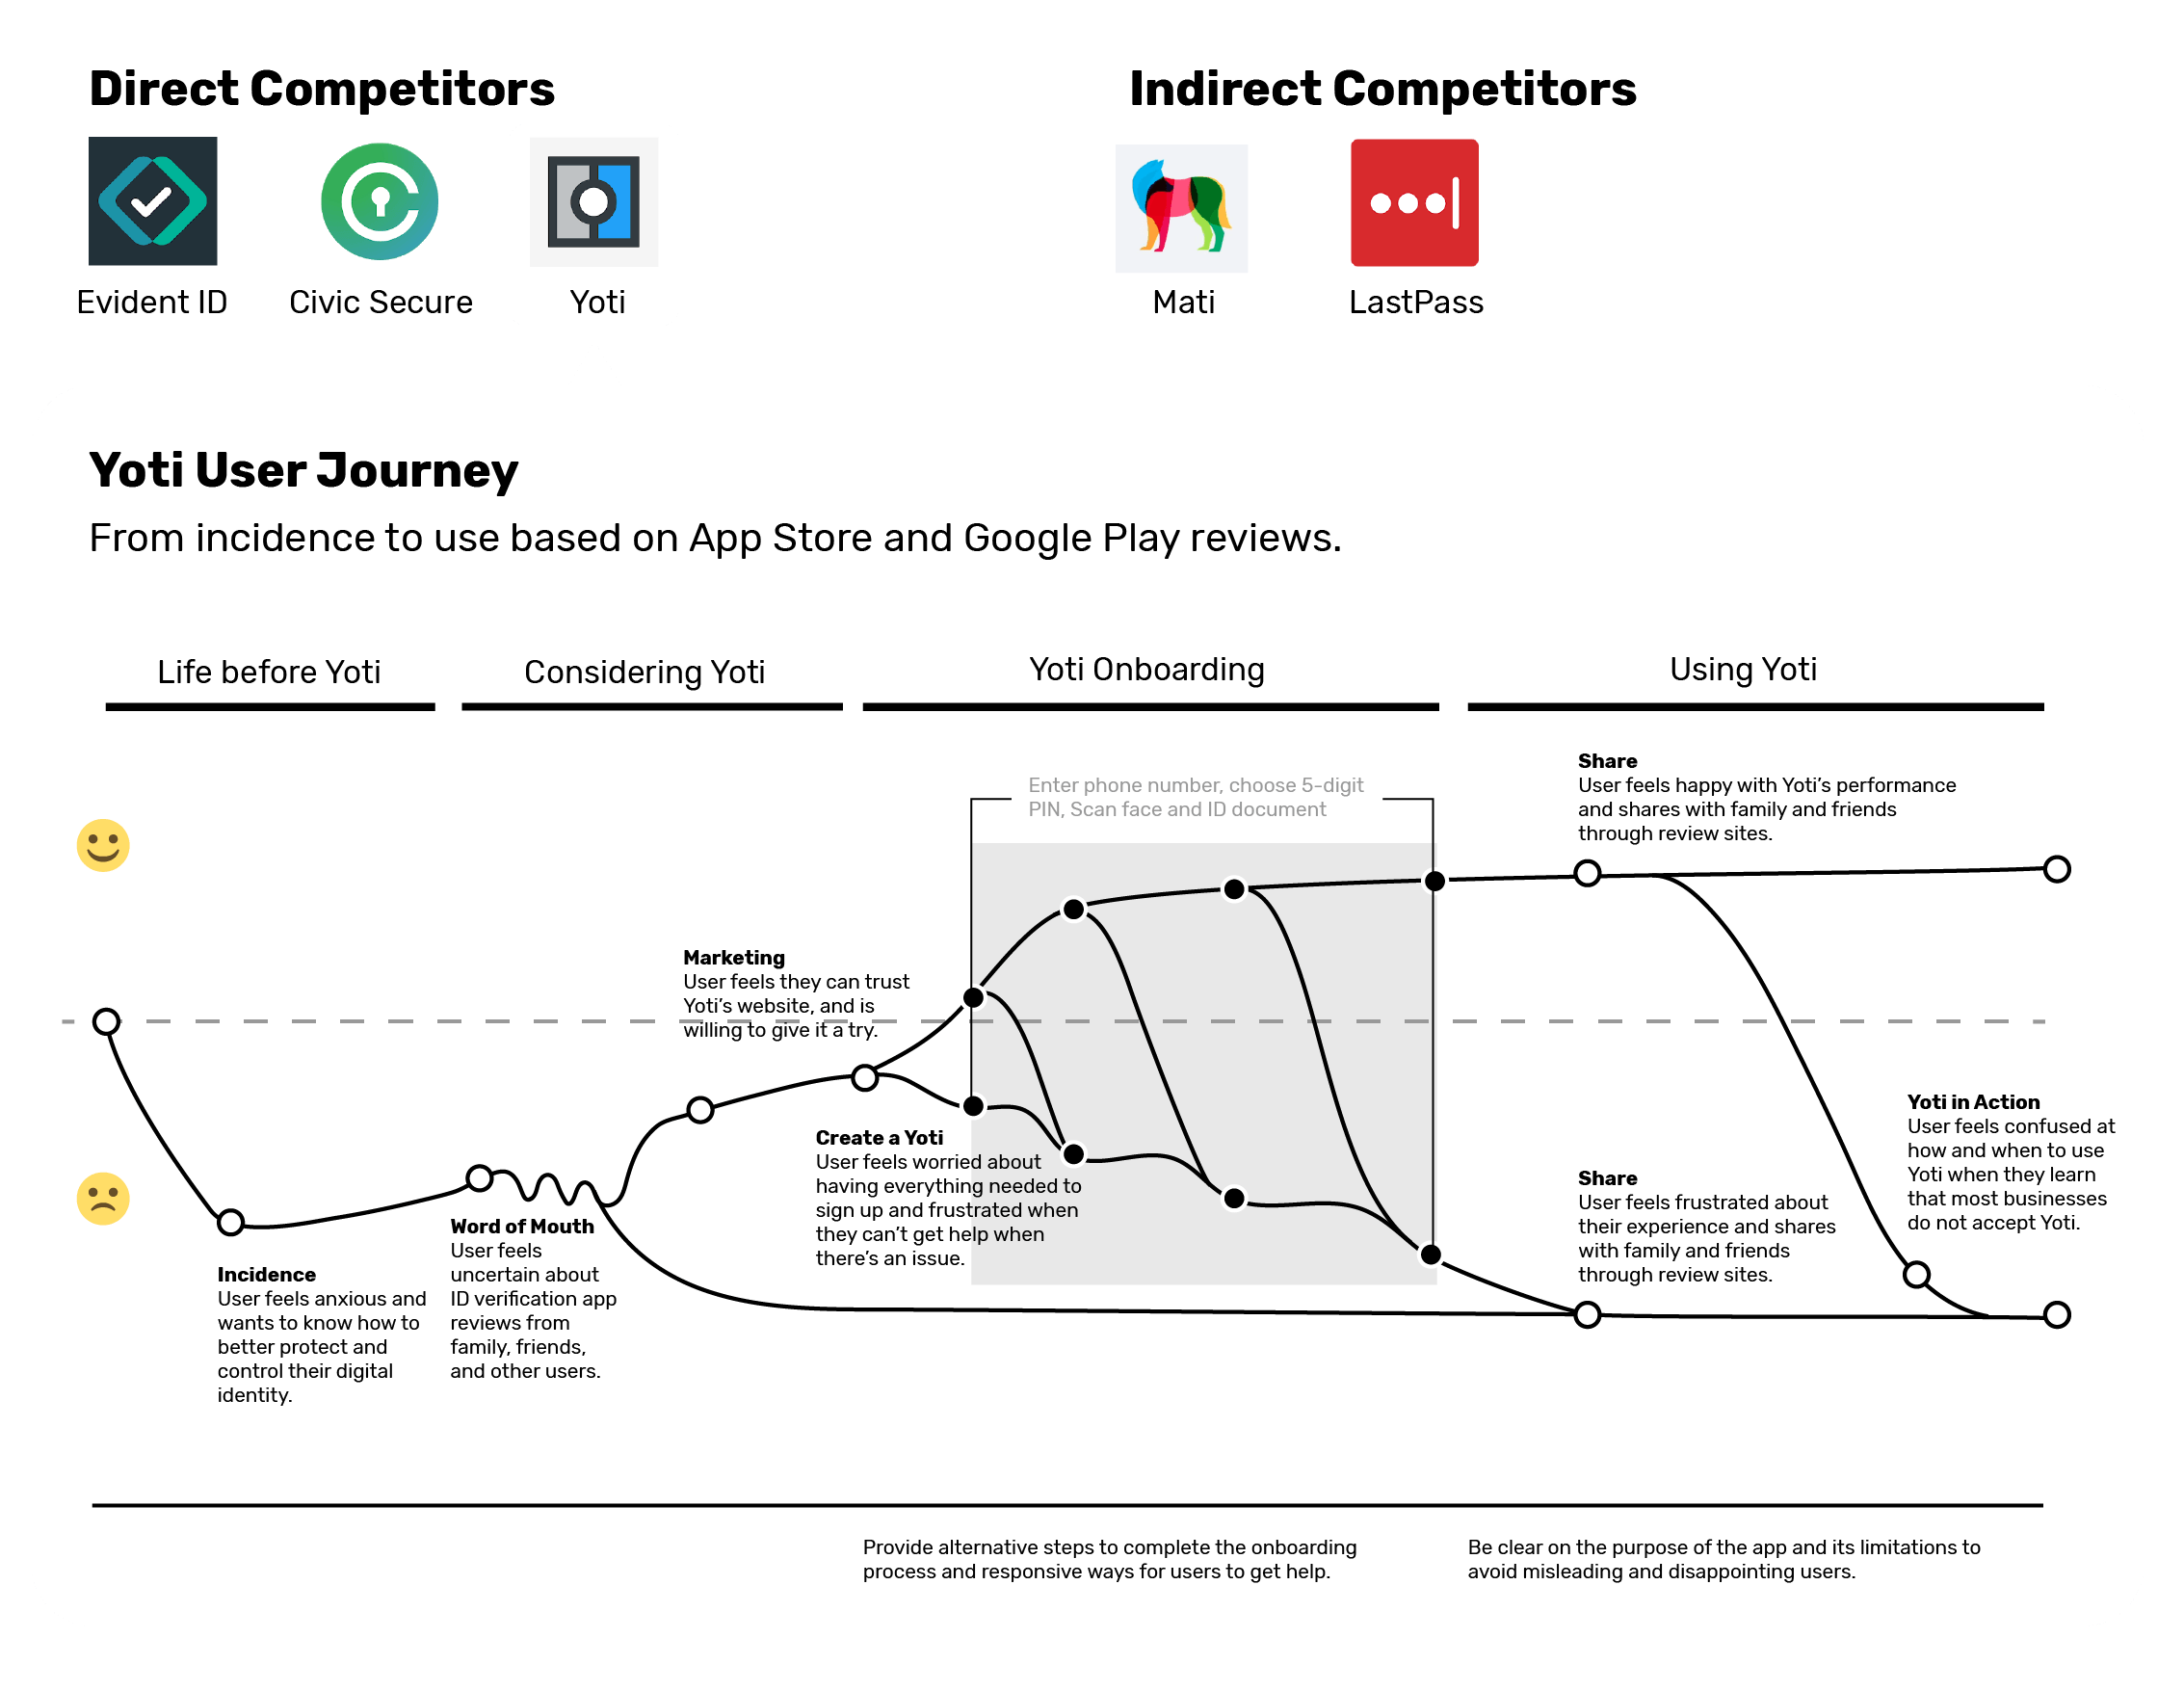 Direct Competitors
Indirect Competitors
Evident ID
Civic Secure
Yoti
Mati
LastPass
Yoti User Journey
From incidence to use based on App Store and Google Play reviews.
Life before Yoti
Considering Yoti
Yoti Onboarding
Using Yoti
Enter phone number, choose 5-digit
PIN, Scan face and ID document
Share
User feels happy with Yoti's performance
and shares with family and friends
through review sites.
Marketing
User feels they can trust
Yoti's website, and is
willing to give it a try.
Incidence
User feels anxious and
wants to know how to
better protect and
control their digital
identity.
Word of Mouth
User feels
uncertain about
ID verification app
reviews from
family, friends,
and other users.
Create a Yoti
User feels worried about
having everything needed to
sign up and frustrated when
they can't get help when
there's an issue.
Share
User feels frustrated about
their experience and shares
with family and friends
through review sites.
Yoti in Action
User feels confused at
how and when to use
Yoti when they learn
that most businesses
do not accept Yoti.
Provide alternative steps to complete the onboarding
process and responsive ways for users to get help.
Be clear on the purpose of the app and its limitations to
avoid misleading and disappointing users.